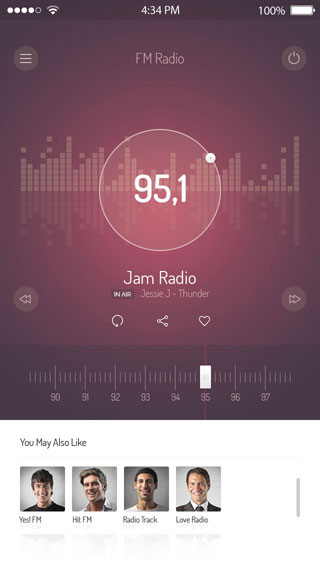 4:34 PM 100%
FM Radio
95,1
Jam Radio
IN AIR Jessie J - Thunder
90 91 92 93 94 95 96 97
You May Also Like
Yes! FM Hit FM Radio Track Love Radio